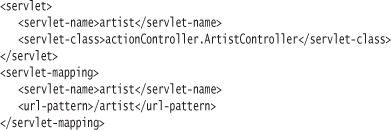 <servlet>
   <servlet-name>artist</servlet-name>
   <servlet-class>actionController.ArtistController</servlet-class>
</servlet>
<servlet-mapping>
   <servlet-name>artist</servlet-name>
   <url-pattern>/artist</url-pattern>
</servlet-mapping>